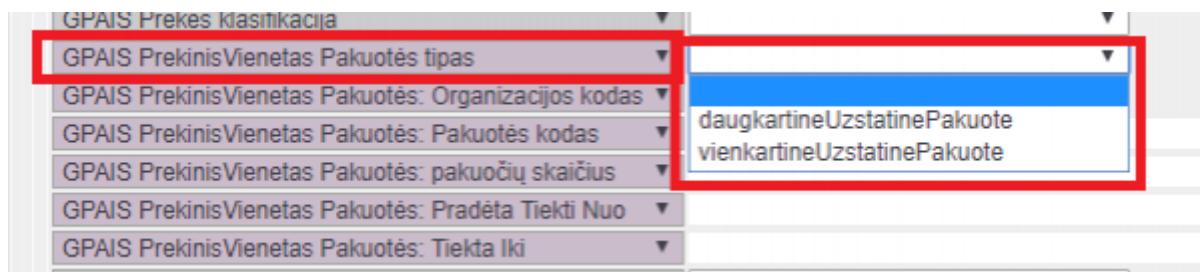 GPAIS Prekės klasifikacija
GPAIS PrekinisVienetas Pakuotės tipas
GPAIS PrekinisVienetas Pakuotės: Organizacijos kodas
daugkartineUzstatinePakuote
GPAIS PrekinisVienetas Pakuotės: Pakuotės kodas
vienkartineUzstatinePakuote
GPAIS PrekinisVienetas Pakuotės: pakuočių skaičius
GPAIS PrekinisVienetas Pakuotės: Pradėta Tiekti Nuo
GPAIS PrekinisVienetas Pakuotės: Tiekta Iki